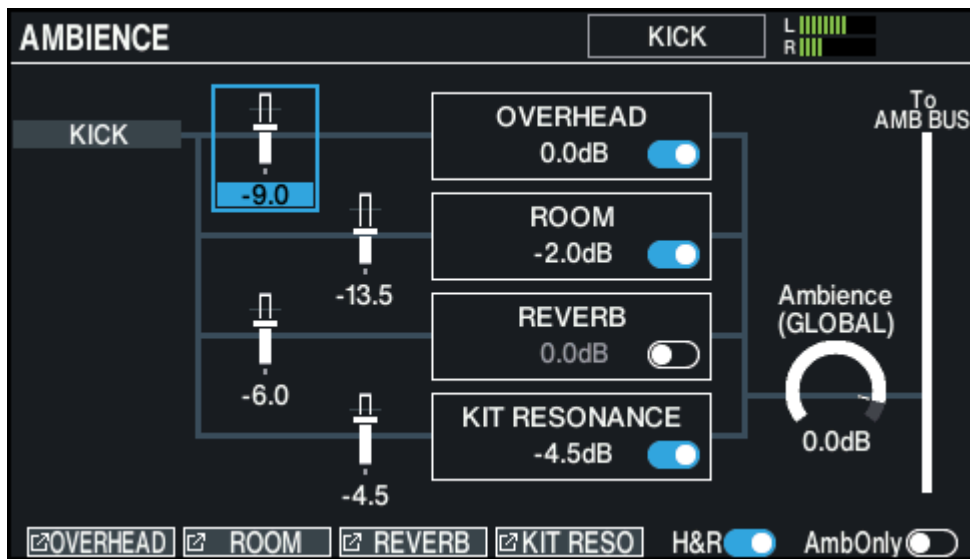 AMBIENCE
KICK
L
R
KICK
-9.0
OVERHEAD
0.0dB
To
AMB BUS
-13.5
ROOM
-2.0dB
-6.0
REVERB
0.0dB
Ambience
(GLOBAL)
0.0dB
-4.5
KIT RESONANCE
-4.5dB
OVERHEAD
ROOM
REVERB
KIT RESO
H&R
AmbOnly